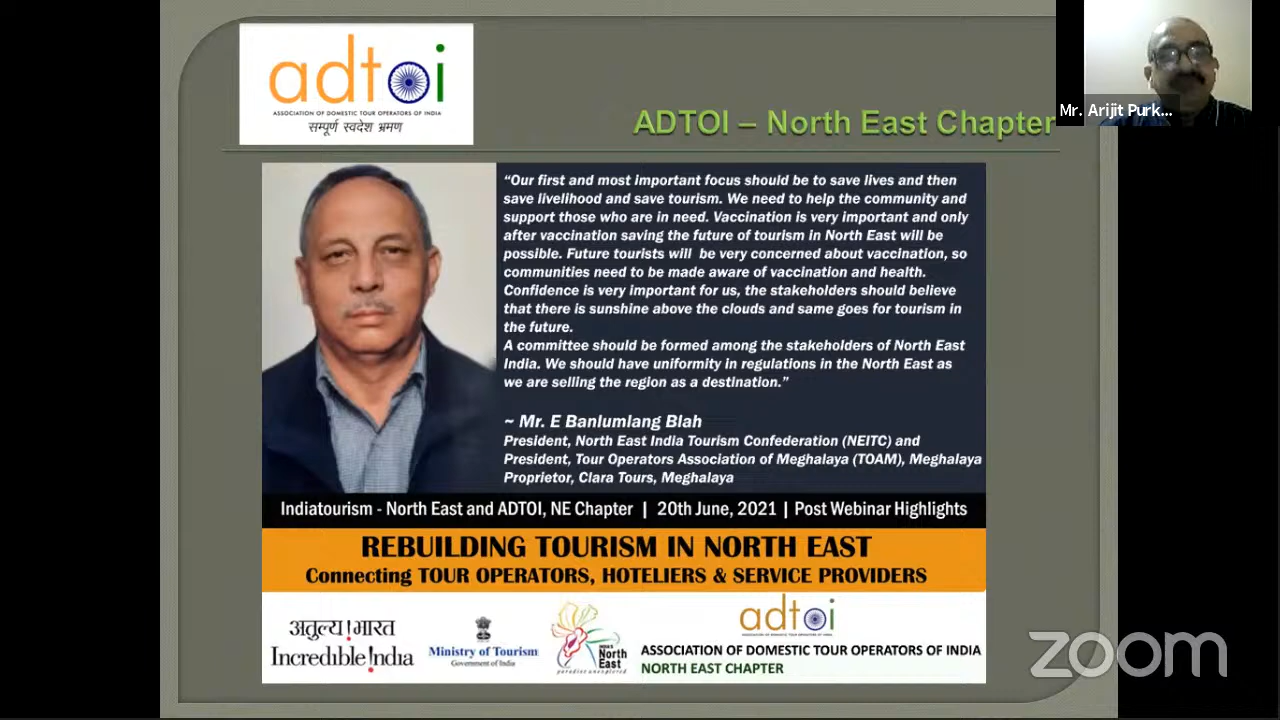 adtoi
ASSOCIATION OF DOMESTIC TOUR OPERATORS OF INDIA
सम्पूर्ण स्वदेश भ्रमण
Mr. Arijit Purk...
ADTOI – North East Chapter
“Our first and most important focus should be to save lives and then
save livelihood and save tourism. We need to help the community and
support those who are in need. Vaccination is very important and only
after vaccination saving the future of tourism in North East will be
possible. Future tourists will be very concerned about vaccination, so
communities need to be made aware of vaccination and health.
Confidence is very important for us, the stakeholders should believe
that there is sunshine above the clouds and same goes for tourism in
the future.
A committee should be formed among the stakeholders of North East
India. We should have uniformity in regulations in the North East as
we are selling the region as a destination.”
~ Mr. E Banlumlang Blah
President, North East India Tourism Confederation (NEITC) and
President, Tour Operators Association of Meghalaya (TOAM), Meghalaya
Proprietor, Clara Tours, Meghalaya
Indiatourism - North East and ADTOI, NE Chapter | 20th June, 2021 | Post Webinar Highlights
REBUILDING TOURISM IN NORTH EAST
Connecting TOUR OPERATORS, HOTELIERS & SERVICE PROVIDERS
अतुल्य ! भारत
Incredible !ndia
Ministry of Tourism
Government of India
INDIA'S
North
East
paradise unexplored
adtoi
ASSOCIATION OF DOMESTIC TOUR OPERATORS OF INDIA
ASSOCIATION OF DOMESTIC TOUR OPERATORS OF INDIA
NORTH EAST CHAPTER
zoom